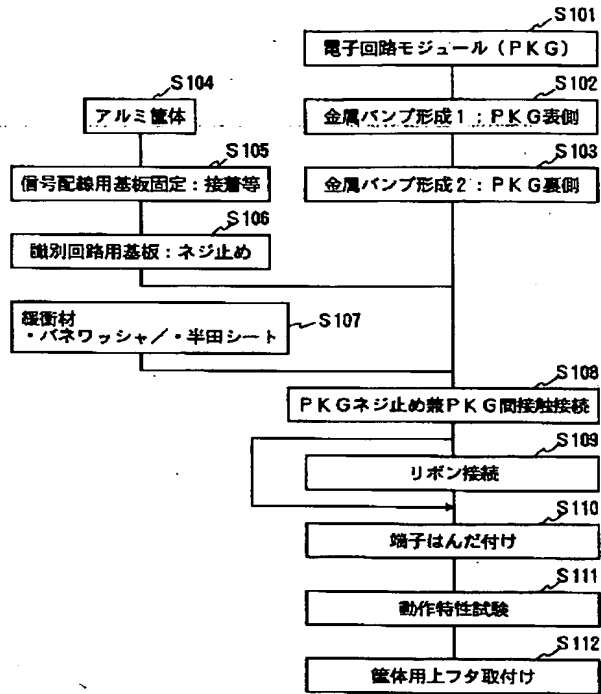 S101
電子回路モジュール(PKG)
S102
金属バンプ形成1;PKG表側
S103
金属バンプ形成2:PKG裏側
S104
アルミ筐体
S105
信号配線用基板固定:接着等
S106
識別回路用基板:ネジ止め
S107
緩衝材
・バネワッシャ/・半田シート
S108
PKGネジ止め兼PKG間接触接続
S109
リボン接続
S110
端子はんだ付け
S111
動作特性試験
S112
筐体用上フタ取付け